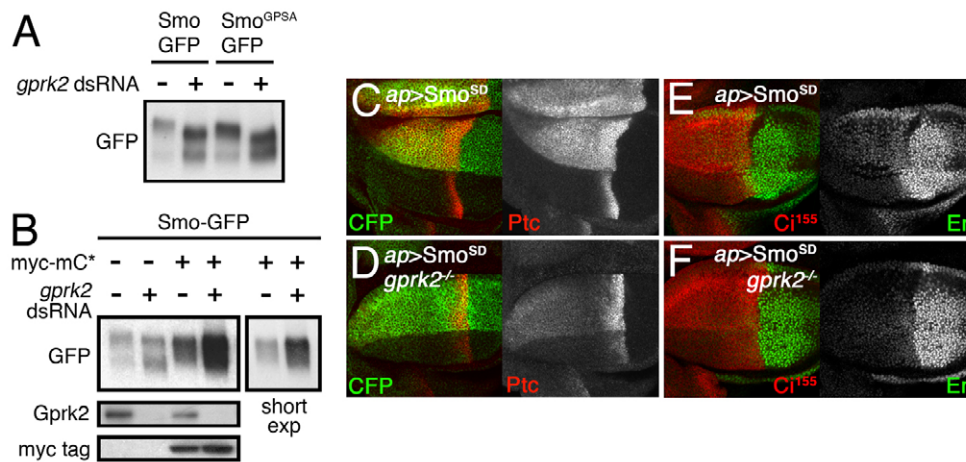 A
Smo GFP
Smo^GPSA GFP
gprk2 dsRNA - + - +
GFP
B
Smo-GFP
myc-mC* - - + + + +
gprk2 dsRNA - + - + - +
GFP
Gprk2
myc tag
short exp
C
ap>Smo^SD
CFP
Ptc
D
ap>Smo^SD
gprk2-/-
CFP
Ptc
E
ap>Smo^SD
Ci^155
En
F
ap>Smo^SD
gprk2-/-
Ci^155
En